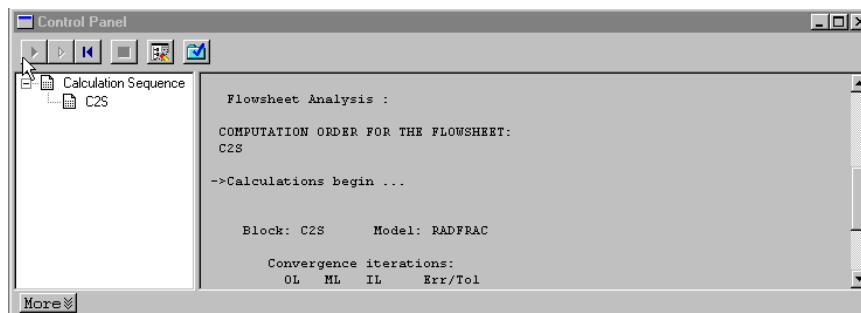 Control Panel
Calculation Sequence
C2S
Flowsheet Analysis :
COMPUTATION ORDER FOR THE FLOWSHEET:
C2S
->Calculations begin ...
Block: C2S Model: RADFRAC
Convergence iterations:
OL ML IL Err/Tol
More